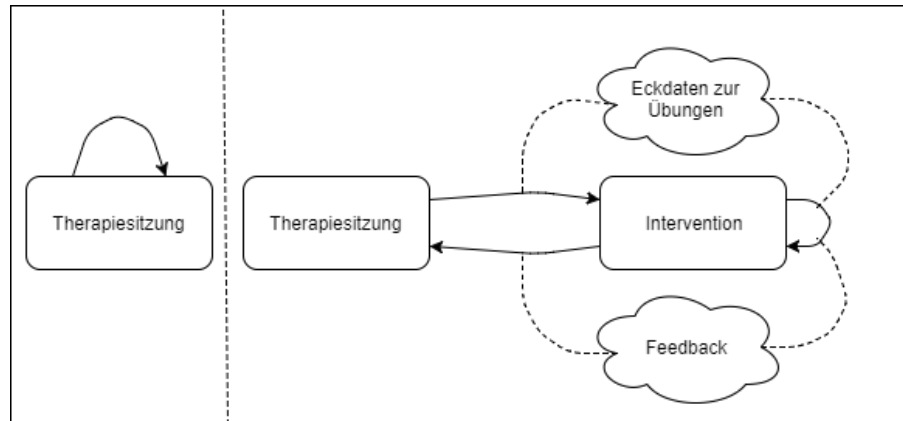 Eckdaten zur
Übungen
Therapiesitzung
Therapiesitzung
Intervention
Feedback